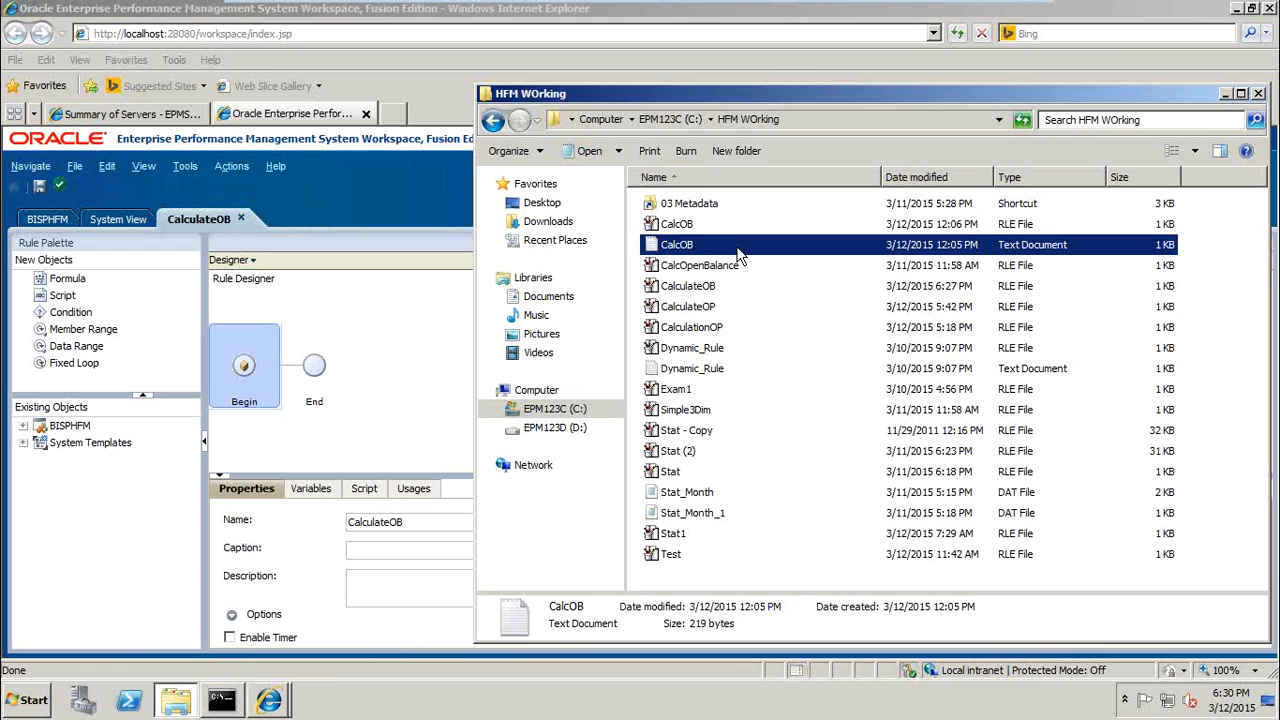 Oracle Enterprise Performance Management System Workspace, Fusion Edition - Windows Internet Explorer
http://localhost:28080/workspace/index.jsp
Bing
File Edit View Favorites Tools Help
Favorites Suggested Sites Web Slice Gallery
Summary of Servers - EPMS... Oracle Enterprise Perfor...
ORACLE Enterprise Performance Management System Workspace, Fusion Edition
Navigate File Edit View Tools Actions Help
BISPHFM System View CalculateOB
Rule Palette
New Objects
Formula
Script
Condition
Member Range
Data Range
Fixed Loop
Existing Objects
BISPHFM
System Templates
Designer
Rule Designer
Begin End
Properties Variables Script Usages
Name: CalculateOB
Caption:
Description:
Options
Enable Timer
HFM WOrking
Computer EPM123C (C:) HFM WOrking
Search HFM WOrking
Organize Open Print Burn New folder
Favorites
Desktop
Downloads
Recent Places
Libraries
Documents
Music
Pictures
Videos
Computer
EPM123C (C:)
EPM123D (D:)
Network
Name Date modified Type Size
03 Metadata 3/11/2015 5:28 PM Shortcut 3 KB
CalcOB 3/12/2015 12:06 PM RLE File 1 KB
CalcOB 3/12/2015 12:05 PM Text Document 1 KB
CalcOpenBalance 3/11/2015 11:58 AM RLE File 1 KB
CalculateOB 3/12/2015 6:27 PM RLE File 1 KB
CalculateOP 3/12/2015 5:42 PM RLE File 1 KB
CalculationOP 3/12/2015 5:18 PM RLE File 1 KB
Dynamic_Rule 3/10/2015 9:07 PM RLE File 1 KB
Dynamic_Rule 3/10/2015 9:07 PM Text Document 1 KB
Exam1 3/10/2015 4:56 PM RLE File 1 KB
Simple3Dim 3/11/2015 11:58 AM RLE File 1 KB
Stat - Copy 11/29/2011 12:16 PM RLE File 32 KB
Stat (2) 3/11/2015 6:23 PM RLE File 31 KB
Stat 3/11/2015 6:18 PM RLE File 1 KB
Stat_Month 3/11/2015 5:15 PM DAT File 2 KB
Stat_Month_1 3/11/2015 5:18 PM DAT File 1 KB
Stat1 3/12/2015 7:29 AM RLE File 1 KB
Test 3/12/2015 11:42 AM RLE File 1 KB
CalcOB Date modified: 3/12/2015 12:05 PM Date created: 3/12/2015 12:05 PM
Text Document Size: 219 bytes
Done
Local intranet | Protected Mode: Off
100%
Start
6:30 PM
3/12/2015